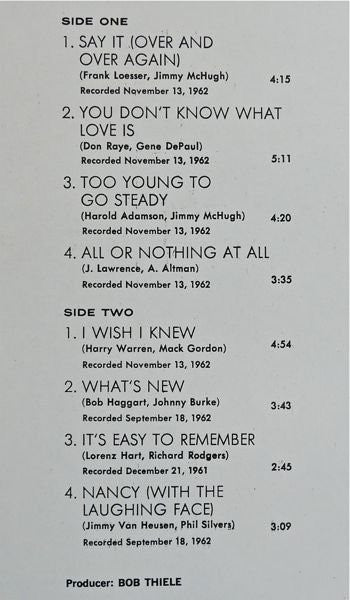 SIDE ONE
1. SAY IT (OVER AND
OVER AGAIN)
(Frank Loesser, Jimmy McHugh) 4:15
Recorded November 13, 1962
2. YOU DON'T KNOW WHAT
LOVE IS
(Don Raye, Gene DePaul)
Recorded November 13, 1962 5:11
3. TOO YOUNG TO
GO STEADY
(Harold Adamson, Jimmy McHugh) 4:20
Recorded November 13, 1962
4. ALL OR NOTHING AT ALL
(J. Lawrence, A. Altman)
Recorded November 13, 1962 3:35
SIDE TWO
1. I WISH I KNEW
(Harry Warren, Mack Gordon) 4:54
Recorded November 13, 1962
2. WHAT'S NEW
(Bob Haggart, Johnny Burke) 3:43
Recorded September 18, 1962
3. IT'S EASY TO REMEMBER
(Lorenz Hart, Richard Rodgers)
Recorded December 21, 1961 2:45
4. NANCY (WITH THE
LAUGHING FACE)
(Jimmy Van Heusen, Phil Silvers) 3:09
Recorded September 18, 1962
Producer: BOB THIELE